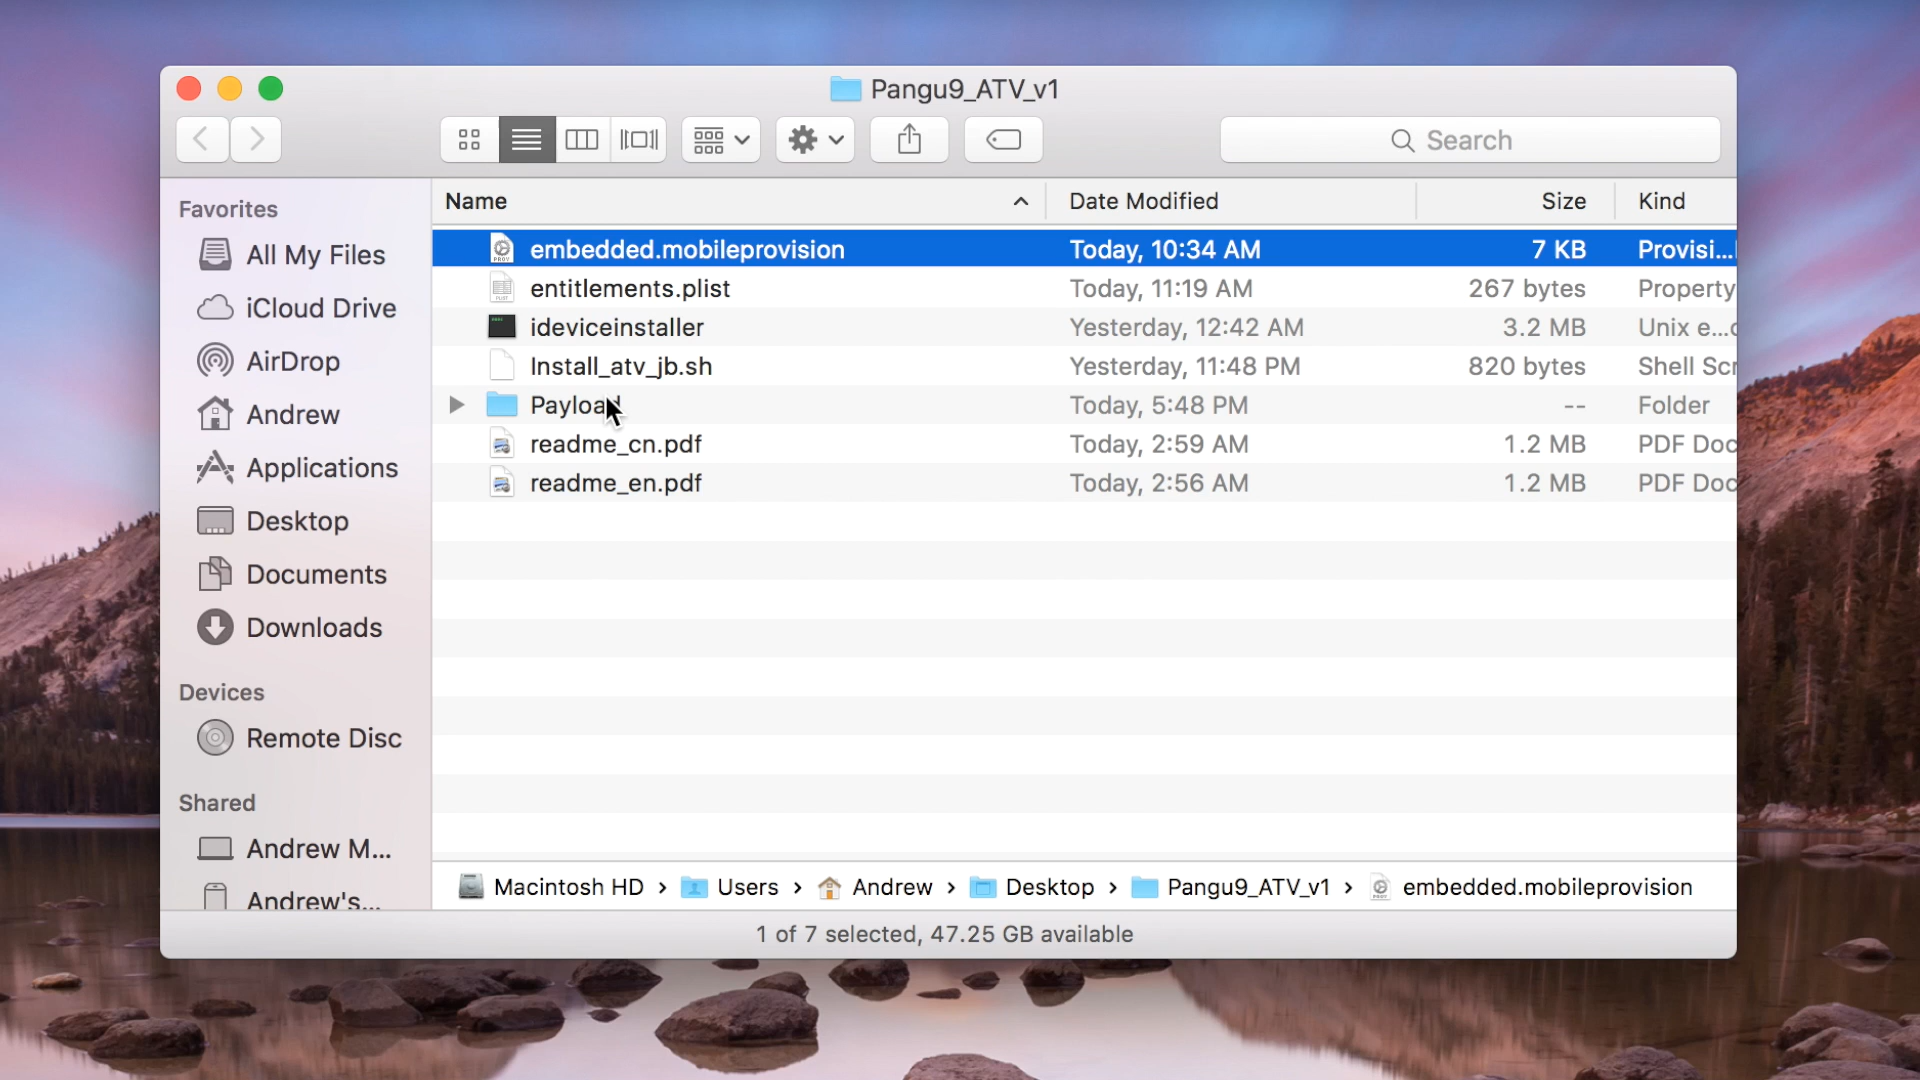 Pangu9_ATV_v1
Search
Favorites
All My Files
iCloud Drive
AirDrop
Andrew
Applications
Desktop
Documents
Downloads
Devices
Remote Disc
Shared
Andrew M...
Andrew's...
Name Date Modified Size Kind
embedded.mobileprovision Today, 10:34 AM 7 KB Provisi...
entitlements.plist Today, 11:19 AM 267 bytes Property
ideviceinstaller Yesterday, 12:42 AM 3.2 MB Unix e...
Install_atv_jb.sh Yesterday, 11:48 PM 820 bytes Shell Scr
Payload Today, 5:48 PM -- Folder
readme_cn.pdf Today, 2:59 AM 1.2 MB PDF Doc
readme_en.pdf Today, 2:56 AM 1.2 MB PDF Doc
Macintosh HD › Users › Andrew › Desktop › Pangu9_ATV_v1 › embedded.mobileprovision
1 of 7 selected, 47.25 GB available